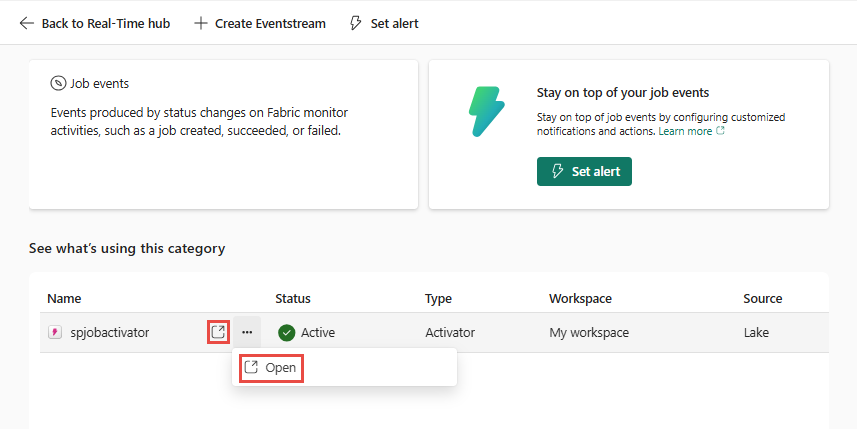 Back to Real-Time hub Create Eventstream Set alert
Job events
Events produced by status changes on Fabric monitor
activities, such as a job created, succeeded, or failed.
Stay on top of your job events
Stay on top of job events by configuring customized
notifications and actions. Learn more
Set alert
See what's using this category
Name Status Type Workspace Source
spjobactivator ... Active Activator My workspace Lake
Open